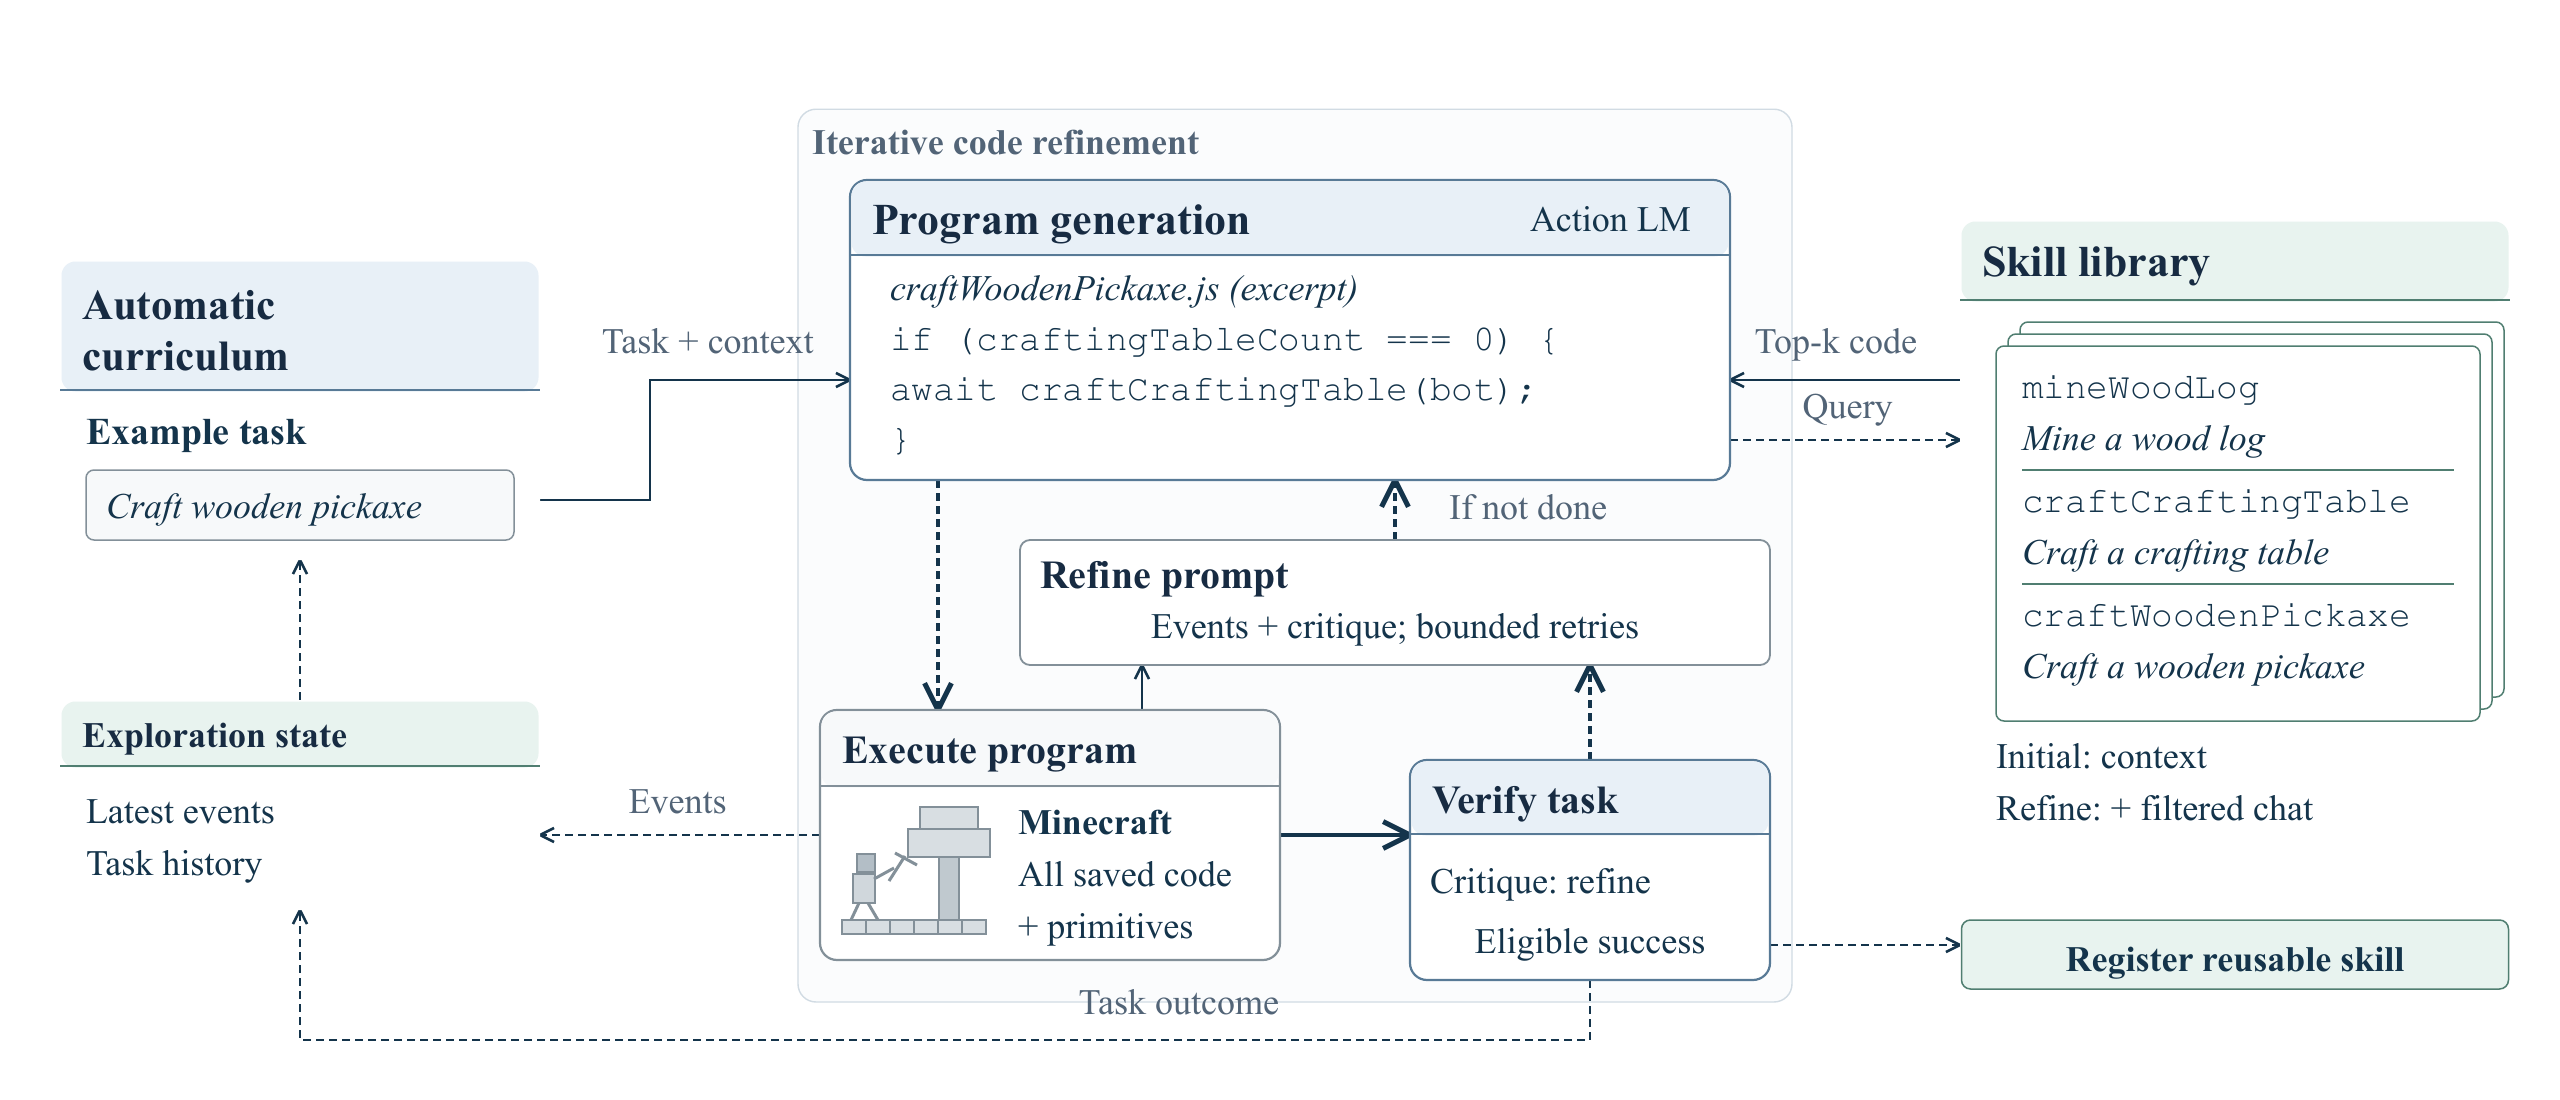 Iterative code refinement
Program generation
Action LM
craftWoodenPickaxe.js (excerpt)
if (craftingTableCount === 0) {
await craftCraftingTable(bot);
}
Automatic
curriculum
Example task
Craft wooden pickaxe
Task + context
Top-k code
Query
Skill library
mineWoodLog
Mine a wood log
craftCraftingTable
Craft a crafting table
craftWoodenPickaxe
Craft a wooden pickaxe
Initial: context
Refine: + filtered chat
If not done
Refine prompt
Events + critique; bounded retries
Exploration state
Latest events
Task history
Events
Execute program
Minecraft
All saved code
+ primitives
Verify task
Critique: refine
Eligible success
Register reusable skill
Task outcome